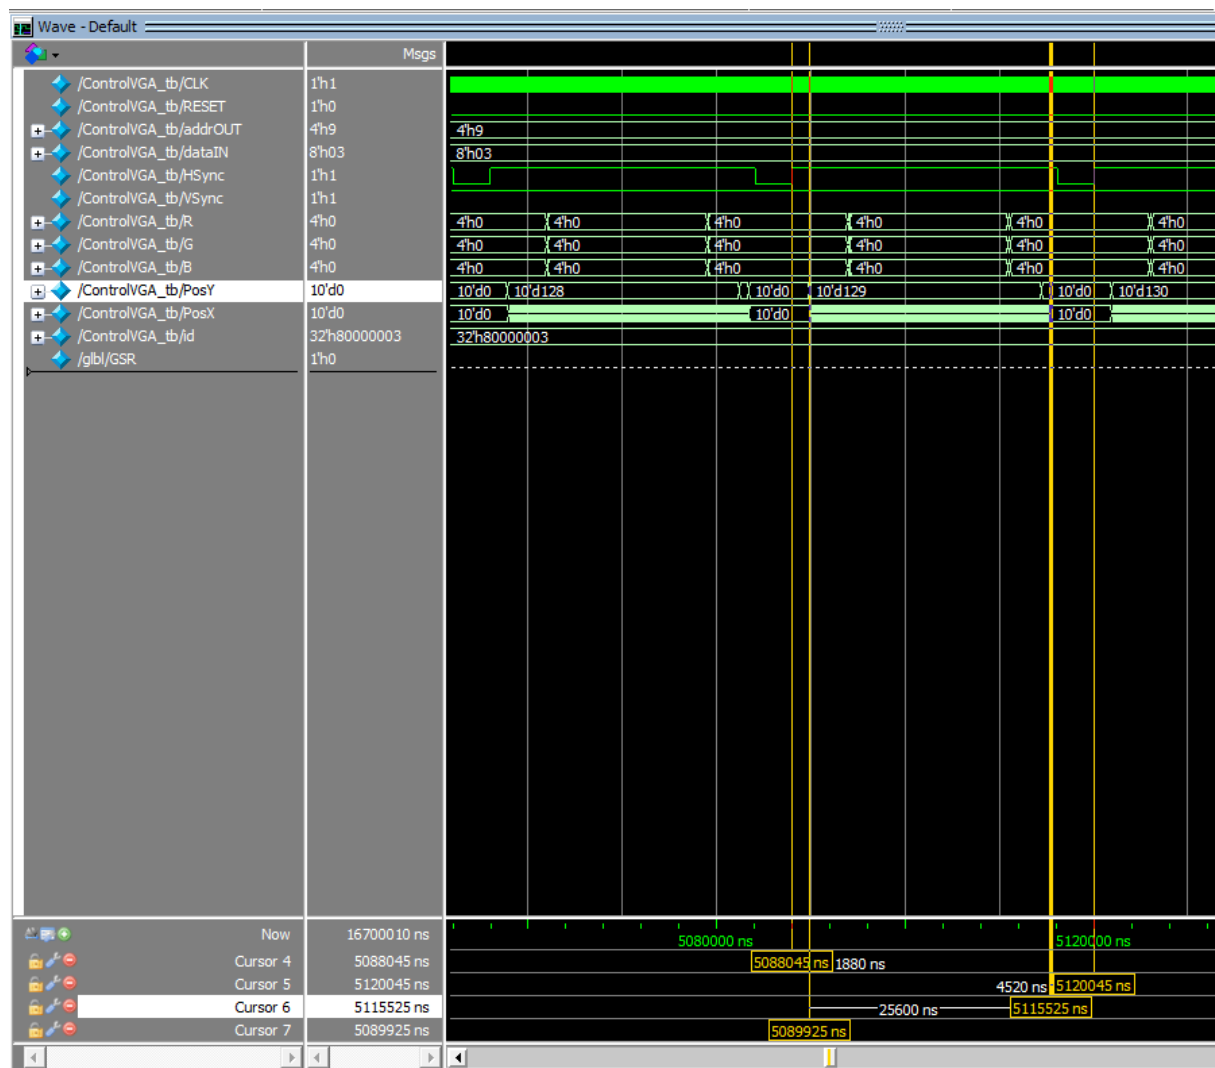 Wave - Default
Msgs
/ControlVGA_tb/CLK 1'h1
/ControlVGA_tb/RESET 1'h0
/ControlVGA_tb/addrOUT 4'h9 4'h9
/ControlVGA_tb/dataIN 8'h03 8'h03
/ControlVGA_tb/HSync 1'h1
/ControlVGA_tb/VSync 1'h1
/ControlVGA_tb/R 4'h0 4'h0 4'h0 4'h0 4'h0 4'h0 4'h0
/ControlVGA_tb/G 4'h0 4'h0 4'h0 4'h0 4'h0 4'h0 4'h0
/ControlVGA_tb/B 4'h0 4'h0 4'h0 4'h0 4'h0 4'h0 4'h0
/ControlVGA_tb/PosY 10'd0 10'd0 10'd128 10'd0 10'd129 10'd0 10'd130
/ControlVGA_tb/PosX 10'd0 10'd0 10'd0 10'd0
/ControlVGA_tb/id 32'h80000003 32'h80000003
/glbl/GSR 1'h0
Now 16700010 ns 5080000 ns 5120000 ns
Cursor 4 5088045 ns 5088045 ns 1880 ns
Cursor 5 5120045 ns 4520 ns 5120045 ns
Cursor 6 5115525 ns 25600 ns 5115525 ns
Cursor 7 5089925 ns 5089925 ns